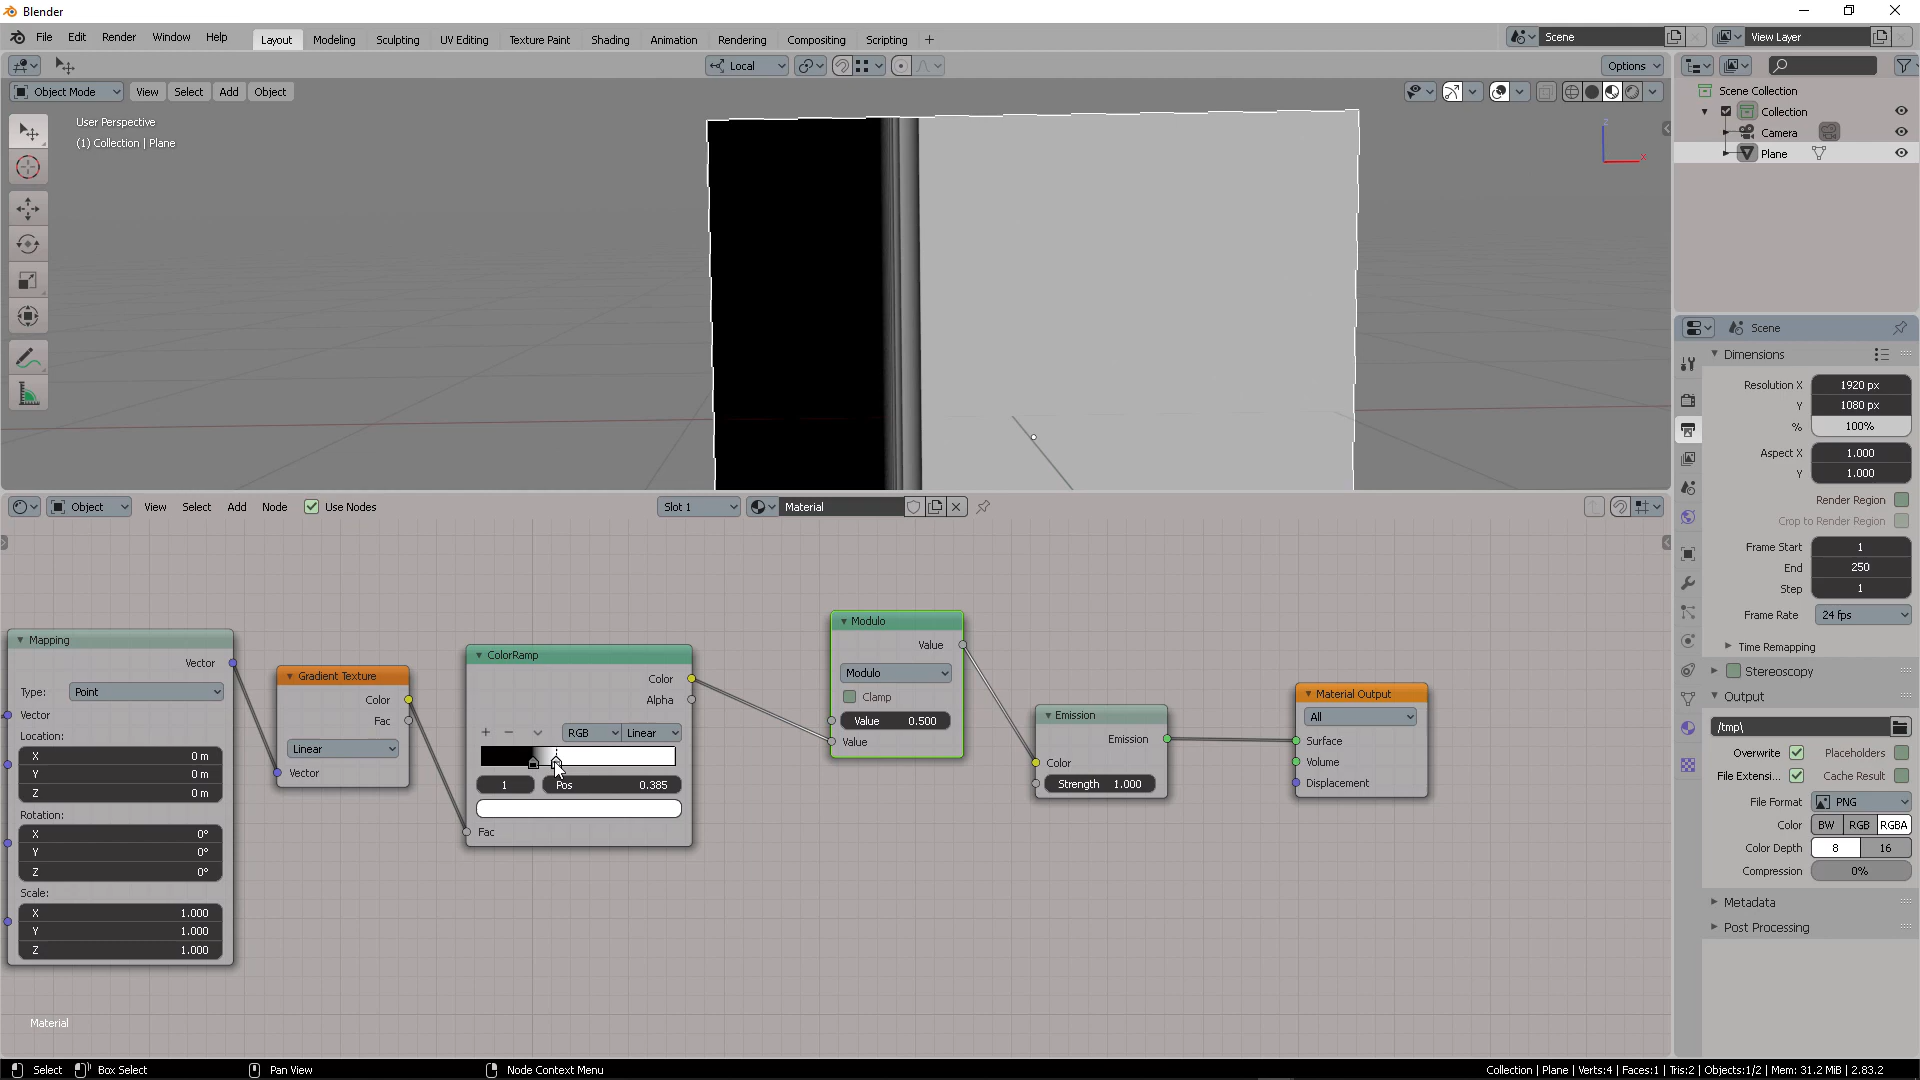 Blender
File Edit Render Window Help Layout Modeling Sculpting UV Editing Texture Paint Shading Animation Rendering Compositing Scripting + Scene View Layer
Local Options
Object Mode View Select Add Object
User Perspective
(1) Collection | Plane
Z
X
Scene Collection
Collection
Camera
Plane
Scene
Dimensions
Resolution X 1920 px
Y 1080 px
% 100%
Aspect X 1.000
Y 1.000
Render Region
Crop to Render Region
Frame Start 1
End 250
Step 1
Frame Rate 24 fps
Time Remapping
Stereoscopy
Output
/tmp\
Overwrite Placeholders
File Extensi... Cache Result
File Format PNG
Color BW RGB RGBA
Color Depth 8 16
Compression 0%
Metadata
Post Processing
Object View Select Add Node Use Nodes Slot 1 Material
Mapping
Vector
Type: Point
Vector
Location:
X 0 m
Y 0 m
Z 0 m
Rotation:
X 0°
Y 0°
Z 0°
Scale:
X 1.000
Y 1.000
Z 1.000
Gradient Texture
Color
Fac
Linear
Vector
ColorRamp
Color
Alpha
+ − RGB Linear
1 Pos 0.385
Fac
Modulo
Value
Modulo
Clamp
Value 0.500
Value
Emission
Emission
Color
Strength 1.000
Material Output
All
Surface
Volume
Displacement
Material
Select Box Select Pan View Node Context Menu Collection | Plane | Verts:4 | Faces:1 | Tris:2 | Objects:1/2 | Mem: 31.2 MiB | 2.83.2